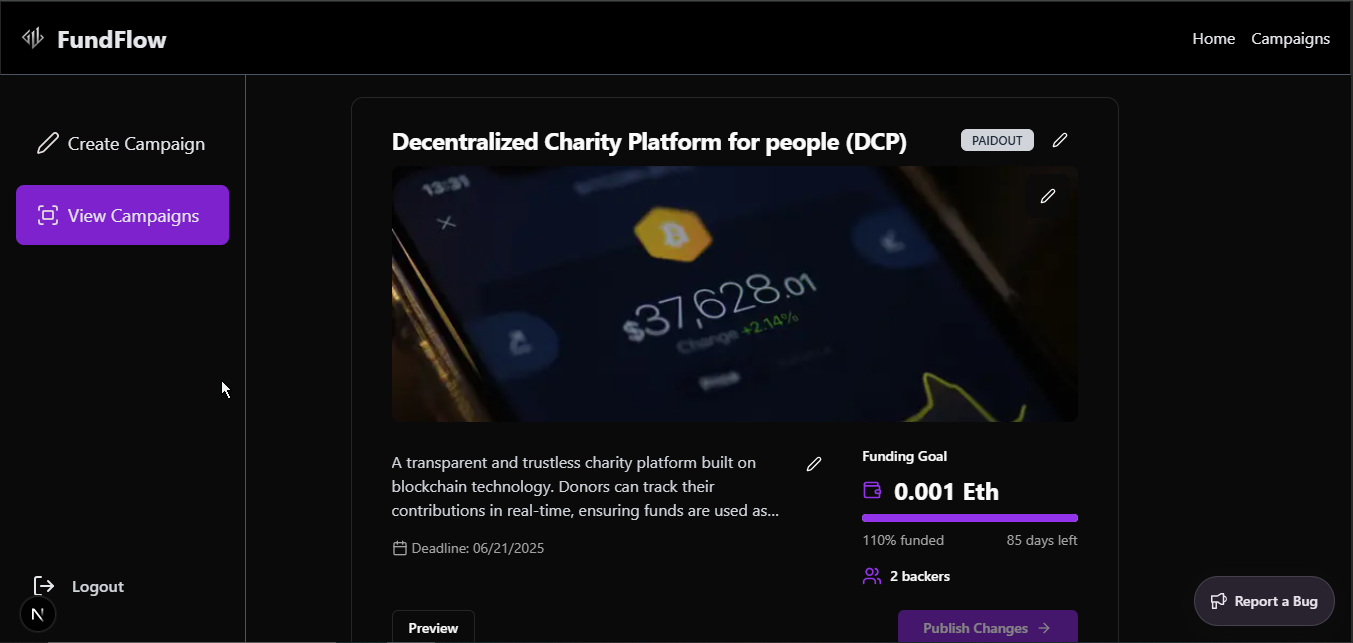 FundFlow
Home Campaigns
Create Campaign
View Campaigns
Logout
N
Decentralized Charity Platform for people (DCP)
PAIDOUT
13:31
$37,628.01
Change +2.14%
A transparent and trustless charity platform built on
blockchain technology. Donors can track their
contributions in real-time, ensuring funds are used as...
Deadline: 06/21/2025
Funding Goal
0.001 Eth
110% funded 85 days left
2 backers
Preview
Publish Changes
Report a Bug